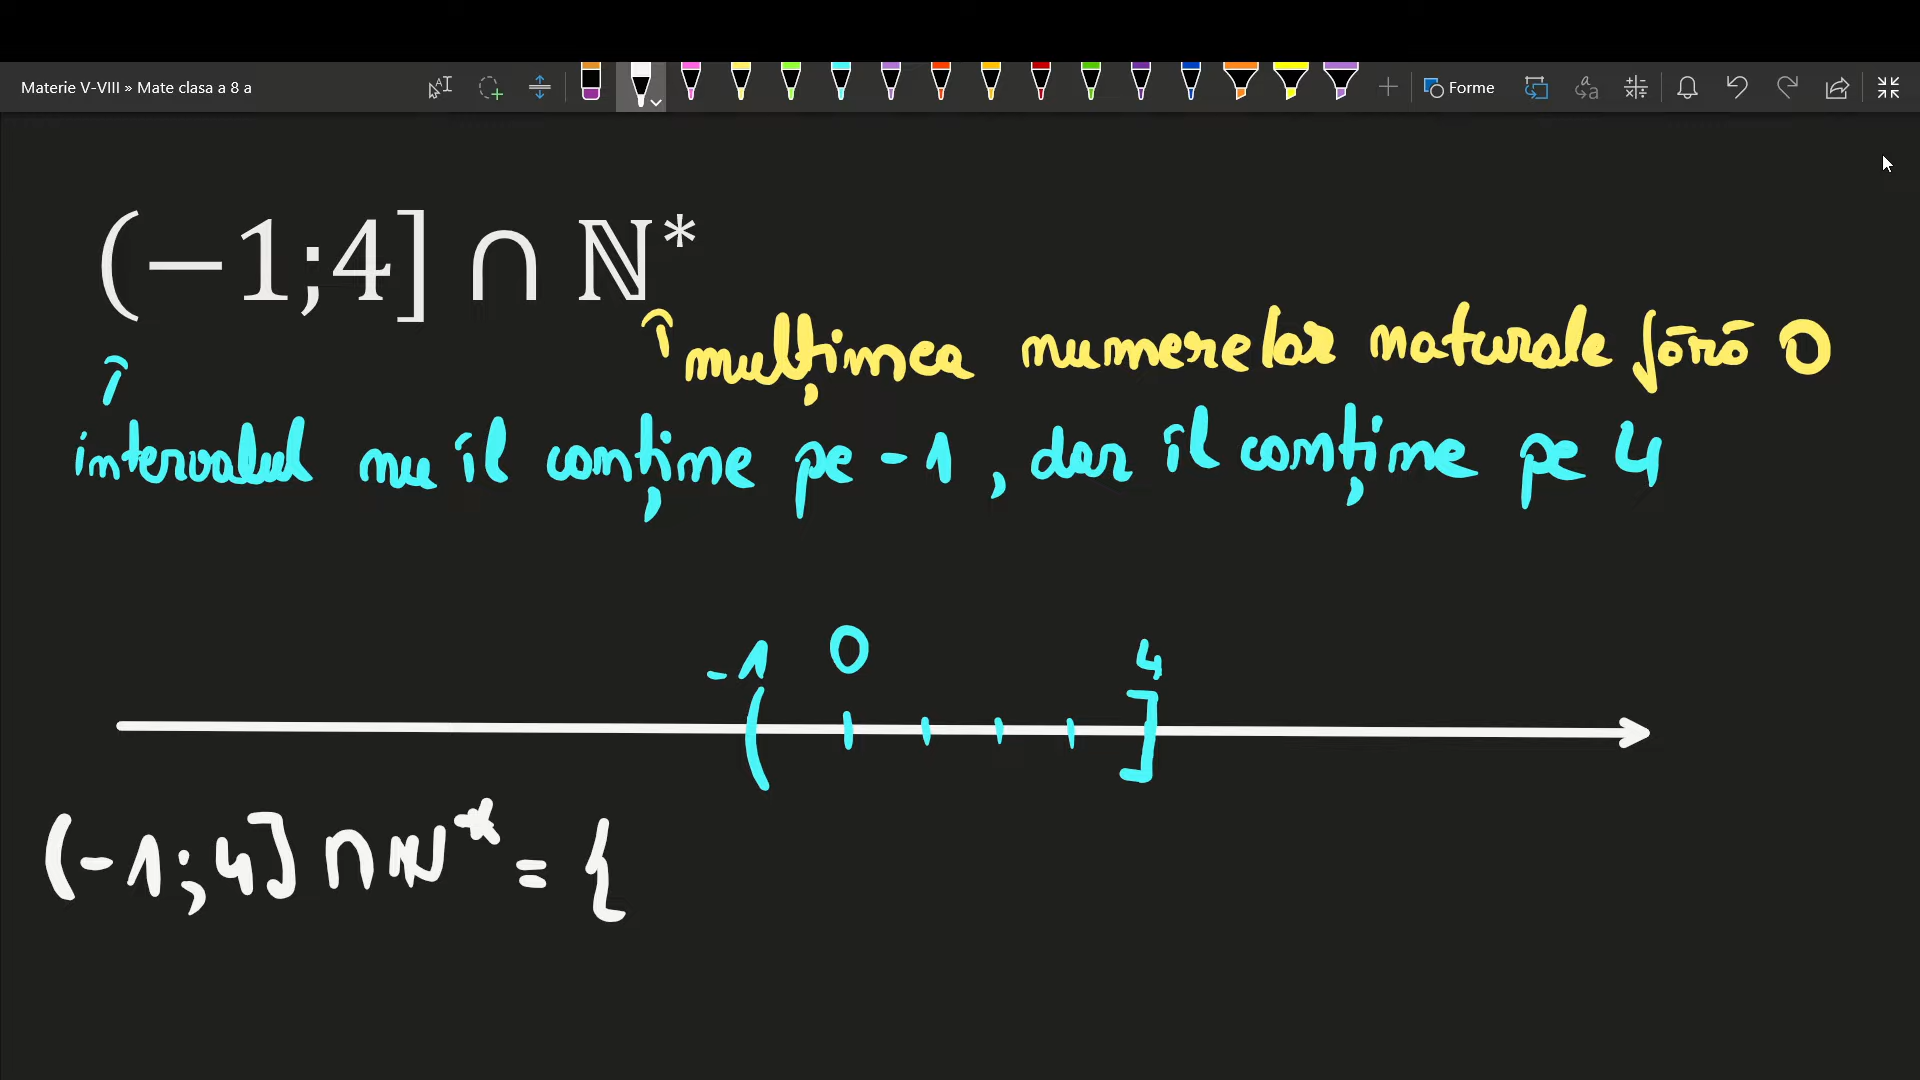 Materie V-VIII » Mate clasa a 8 a
Forme
(−1;4] ∩ ℕ*
mulțimea numerelor naturale fără 0
intervalul nu îl conține pe -1, dar îl conține pe 4
-1 0 4
(-1;4] ∩ ℕ* = {